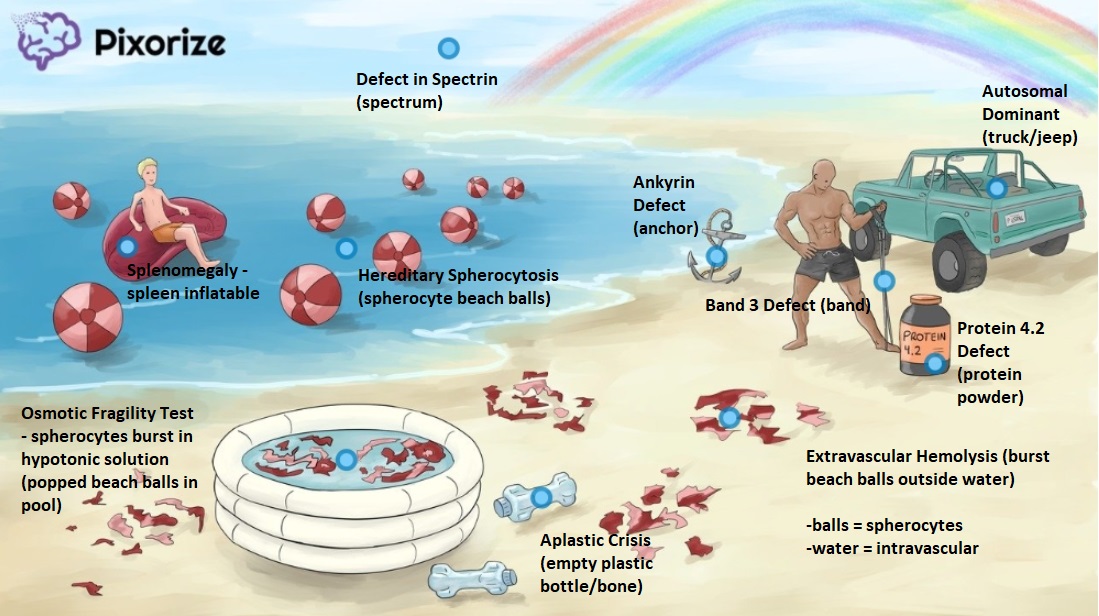 Pixorize
Defect in Spectrin
(spectrum)
Autosomal
Dominant
(truck/jeep)
Ankyrin
Defect
(anchor)
Splenomegaly -
spleen inflatable
Hereditary Spherocytosis
(spherocyte beach balls)
Band 3 Defect (band)
PROTEIN
4.2
Protein 4.2
Defect
(protein
powder)
Osmotic Fragility Test
- spherocytes burst in
hypotonic solution
(popped beach balls in
pool)
Extravascular Hemolysis (burst
beach balls outside water)
-balls = spherocytes
-water = intravascular
Aplastic Crisis
(empty plastic
bottle/bone)